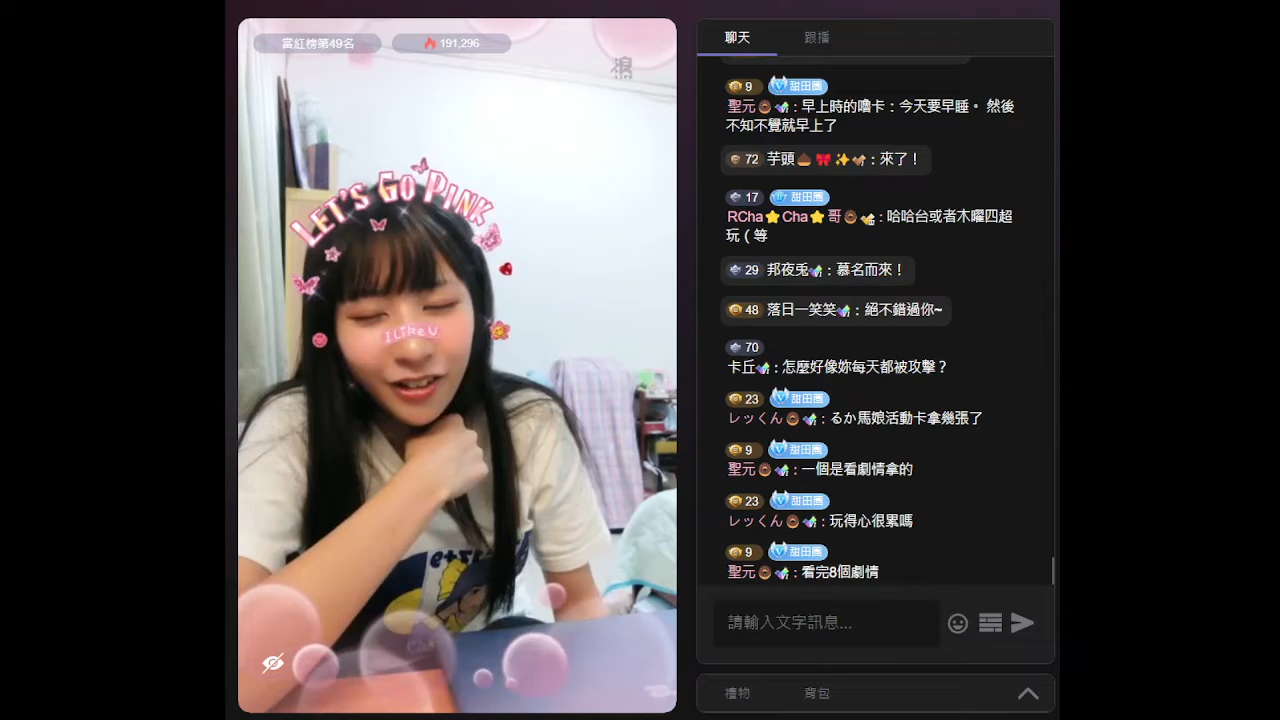 富紅榜第49名
191,296
浪
LET'S GO PINK
I Like U
聊天
跟播
9 甜田圈
聖元：早上時的嚕卡：今天要早睡。 然後
不知不覺就早上了
72 芋頭：來了！
17 甜田圈
RCha⭐Cha⭐哥：哈哈台或者木曜四超
玩（等
29 邦夜兎：慕名而來！
48 落日一笑笑：絕不錯過你~
70
卡丘：怎麼好像妳每天都被攻擊？
23 甜田圈
レッくん：るか馬娘活動卡拿幾張了
9 甜田圈
聖元：一個是看劇情拿的
23 甜田圈
レッくん：玩得心很累嗎
9 甜田圈
聖元：看完8個劇情
請輸入文字訊息...
禮物
背包